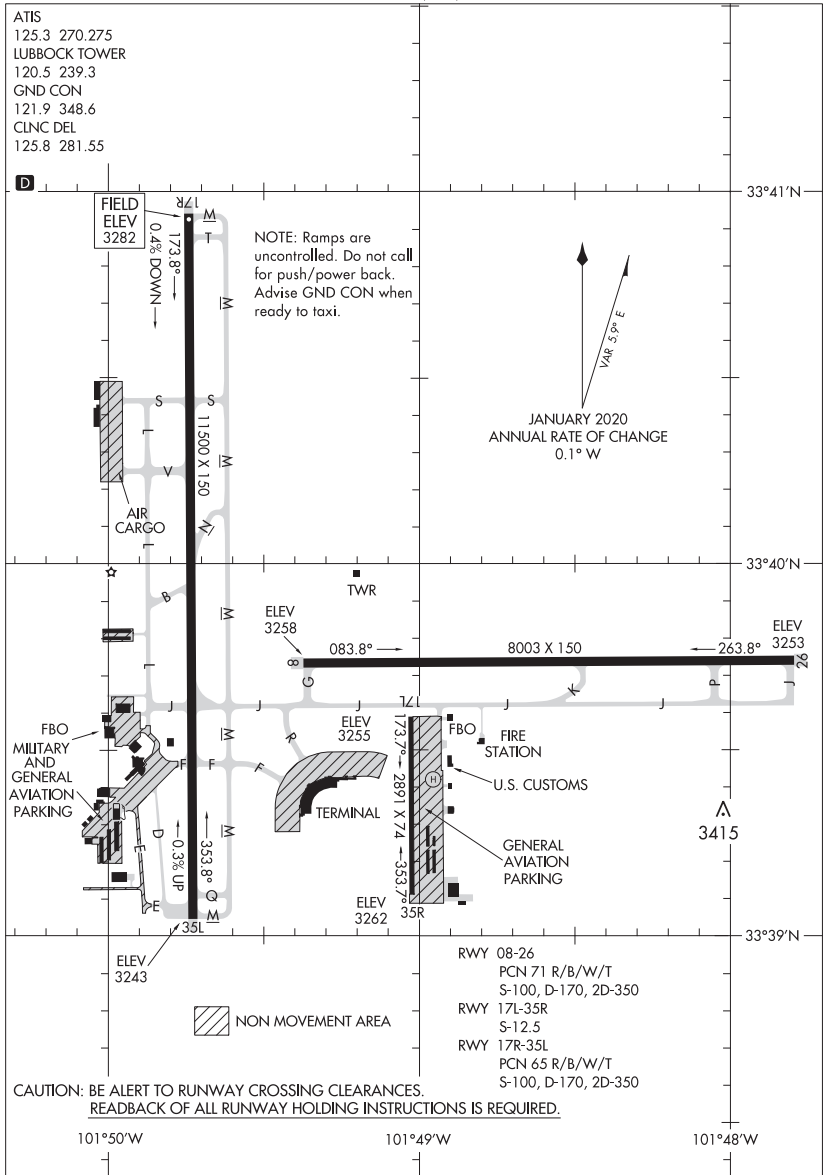 ATIS
125.3 270.275
LUBBOCK TOWER
120.5 239.3
GND CON
121.9 348.6
CLNC DEL
125.8 281.55
D
33°41'N
FIELD
ELEV
3282
17R
M
T
0.4% DOWN
173.8°
NOTE: Ramps are
uncontrolled. Do not call
for push/power back.
Advise GND CON when
ready to taxi.
M
VAR 5.9° E
JANUARY 2020
ANNUAL RATE OF CHANGE
0.1° W
S
S
L
11500 X 150
M
V
AIR
CARGO
N
L
33°40'N
TWR
B
M
ELEV
3258
ELEV
3253
8
083.8°
8003 X 150
263.8°
26
L
G
K
P
J
J
J
J
J
J
17L
FBO
MILITARY
AND
GENERAL
AVIATION
PARKING
M
R
ELEV
3255
FBO
FIRE
STATION
F
F
F
173.7°
H
U.S. CUSTOMS
TERMINAL
2891 X 74
3415
D
0.3% UP
353.8°
M
E
353.7°
GENERAL
AVIATION
PARKING
Q
E
M
35L
ELEV
3262
35R
33°39'N
ELEV
3243
RWY 08-26
PCN 71 R/B/W/T
S-100, D-170, 2D-350
RWY 17L-35R
S-12.5
RWY 17R-35L
PCN 65 R/B/W/T
S-100, D-170, 2D-350
NON MOVEMENT AREA
CAUTION: BE ALERT TO RUNWAY CROSSING CLEARANCES.
READBACK OF ALL RUNWAY HOLDING INSTRUCTIONS IS REQUIRED.
101°50'W
101°49'W
101°48'W